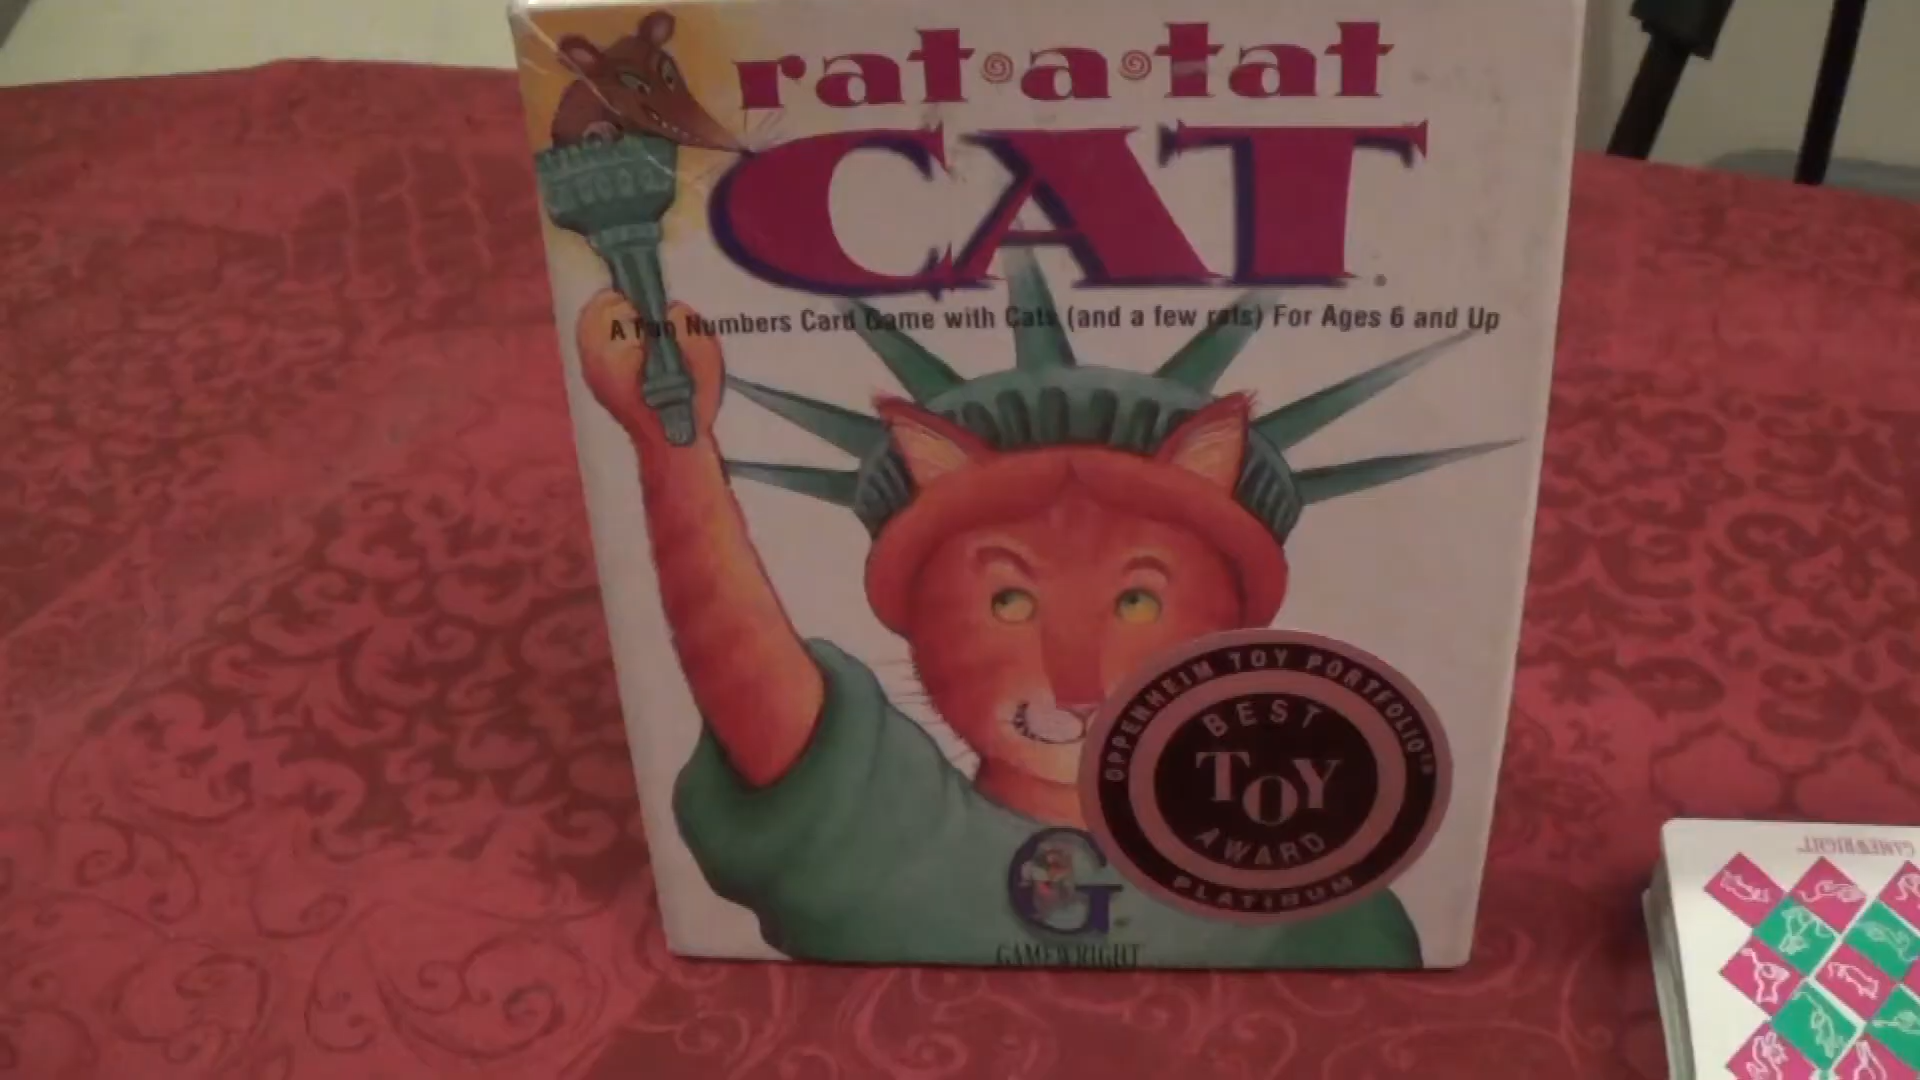 rat•a•tat
CAT
A Fun Numbers Card Game with Cats (and a few rats) For Ages 6 and Up
OPPENHEIM TOY PORTFOLIO
BEST
TOY
AWARD
PLATINUM
G
GAMEWRIGHT
GAMEWRIGHT